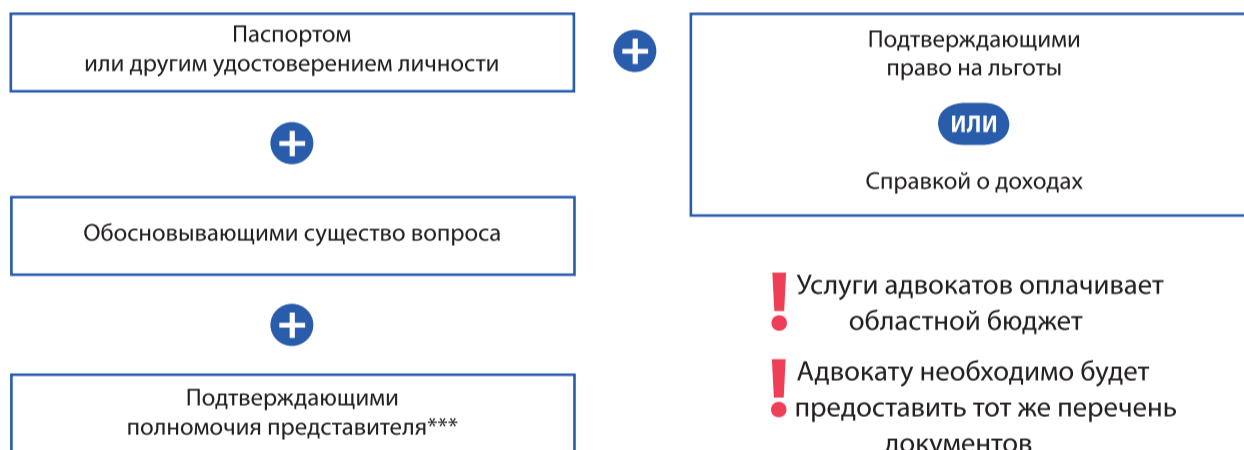 Паспортом
или другим удостоверением личности
Обосновывающими существо вопроса
Подтверждающими
полномочия представителя***
Подтверждающими
право на льготы
ИЛИ
Справкой о доходах
Услуги адвокатов оплачивает
областной бюджет
Адвокату необходимо будет
предоставить тот же перечень
документов